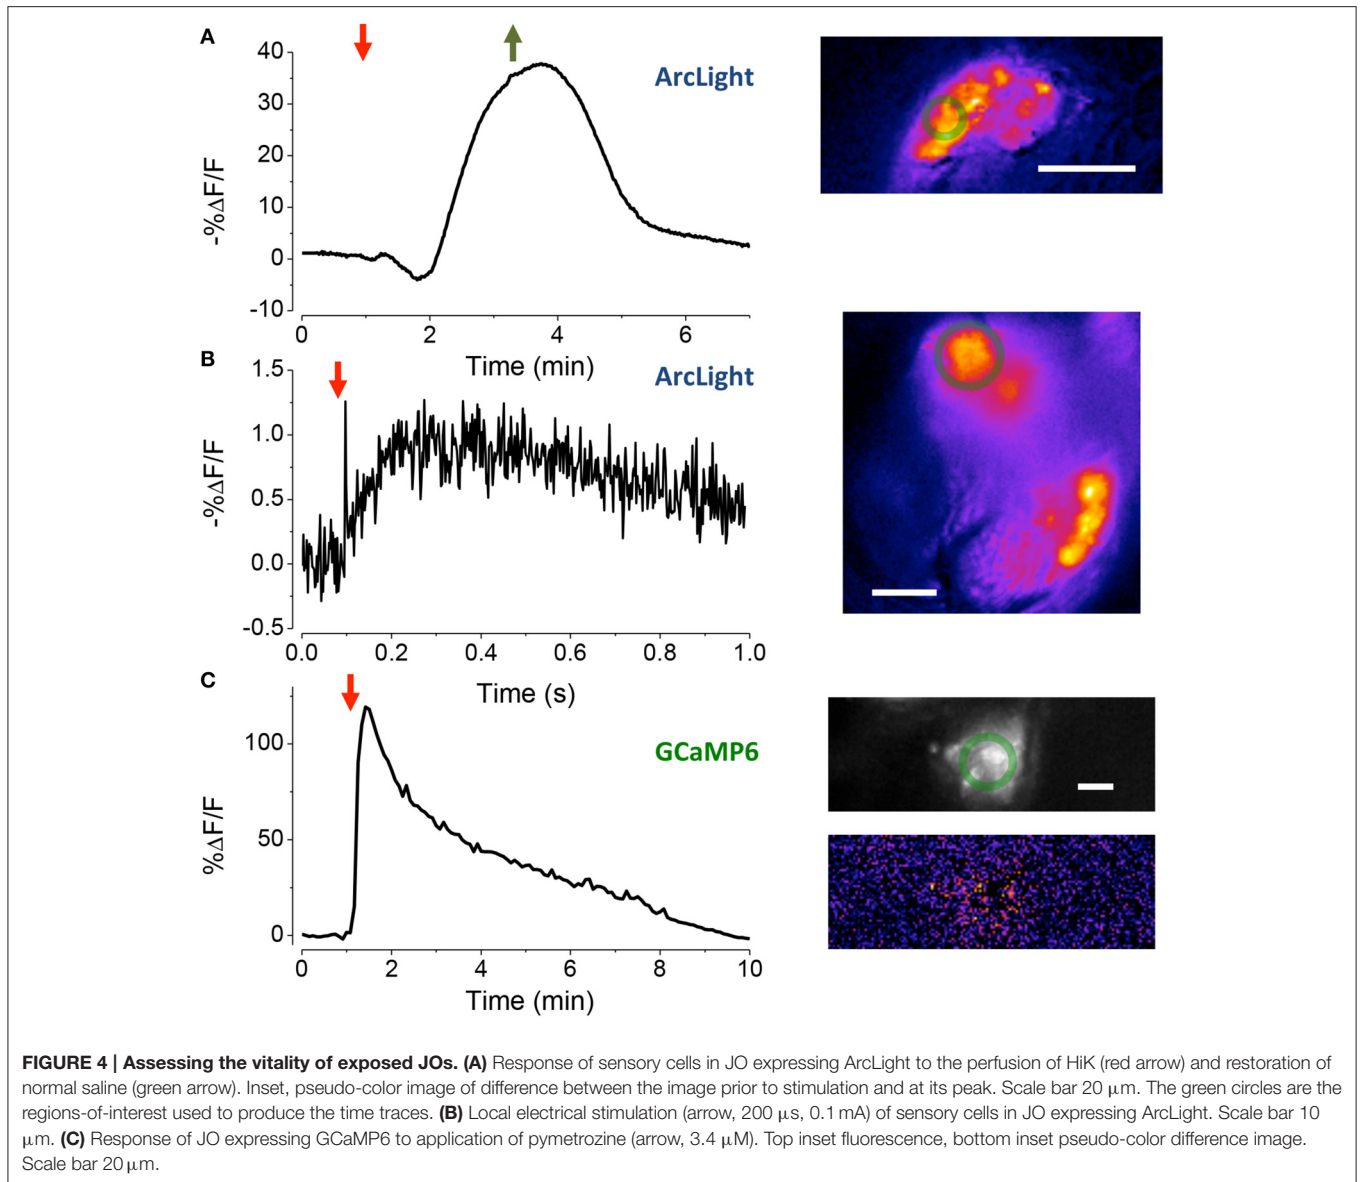 A
40
30
20
10
0
-10
-%ΔF/F
ArcLight
0 2 4 6
Time (min)
B
1.5
1.0
0.5
0.0
-0.5
-%ΔF/F
ArcLight
0.0 0.2 0.4 0.6 0.8 1.0
Time (s)
C
100
50
0
%ΔF/F
GCaMP6
0 2 4 6 8 10
Time (min)
FIGURE 4 | Assessing the vitality of exposed JOs. (A) Response of sensory cells in JO expressing ArcLight to the perfusion of HiK (red arrow) and restoration of
normal saline (green arrow). Inset, pseudo-color image of difference between the image prior to stimulation and at its peak. Scale bar 20 μm. The green circles are the
regions-of-interest used to produce the time traces. (B) Local electrical stimulation (arrow, 200 μs, 0.1 mA) of sensory cells in JO expressing ArcLight. Scale bar 10
μm. (C) Response of JO expressing GCaMP6 to application of pymetrozine (arrow, 3.4 μM). Top inset fluorescence, bottom inset pseudo-color difference image.
Scale bar 20 μm.